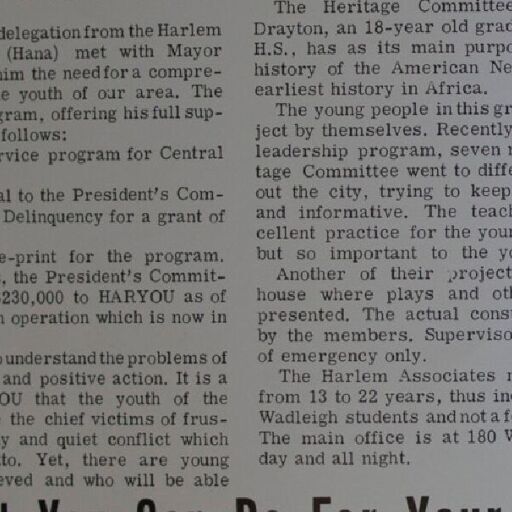 delegation from the Harlem
(Hana) met with Mayor
him the need for a compre-
e youth of our area. The
gram, offering his full sup-
follows:
rvice program for Central
al to the President's Com-
Delinquency for a grant of
e-print for the program.
, the President's Commit-
$230,000 to HARYOU as of
n operation which is now in
o understand the problems of
and positive action. It is a
OU that the youth of the
the chief victims of frus-
y and quiet conflict which
tto. Yet, there are young
eved and who will be able
The Heritage Committee
Drayton, an 18-year old grad
H.S., has as its main purpo
history of the American Ne
earliest history in Africa.
The young people in this gr
ject by themselves. Recently
leadership program, seven
tage Committee went to diffe
out the city, trying to keep
and informative. The teach
cellent practice for the your
but so important to the yo
Another of their project
house where plays and oth
presented. The actual cons
by the members. Superviso
of emergency only.
The Harlem Associates
from 13 to 22 years, thus in
Wadleigh students and not a f
The main office is at 180 W
day and all night.
You Can Do For Your